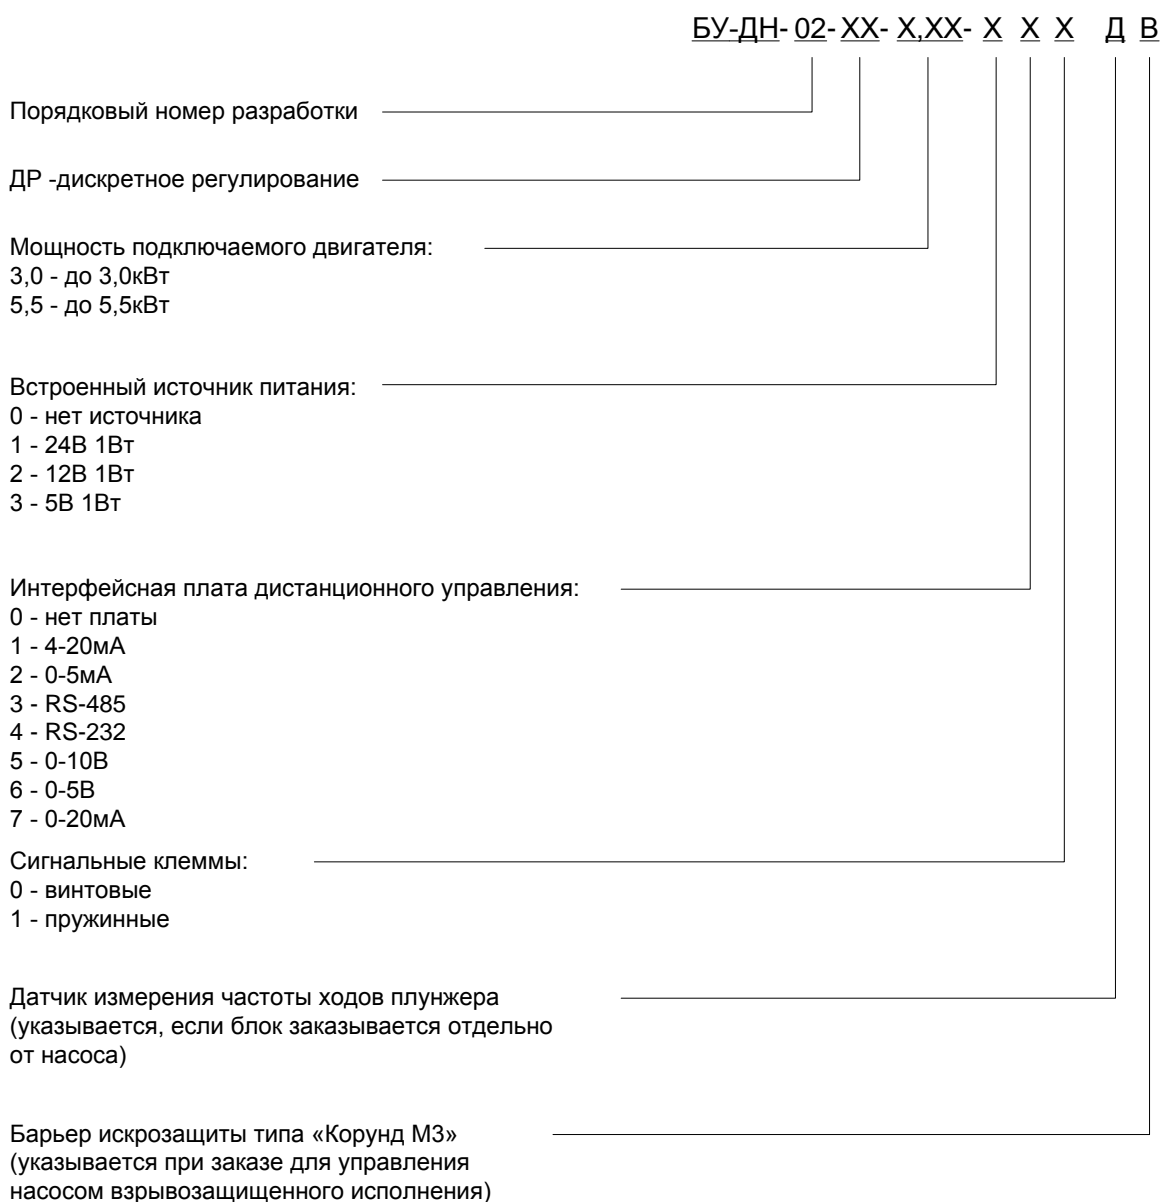 БУ-ДН-02-ХХ-Х,ХХ-Х Х Х Д В
Порядковый номер разработки
ДР -дискретное регулирование
Мощность подключаемого двигателя:
3,0 - до 3,0кВт
5,5 - до 5,5кВт
Встроенный источник питания:
0 - нет источника
1 - 24В 1Вт
2 - 12В 1Вт
3 - 5В 1Вт
Интерфейсная плата дистанционного управления:
0 - нет платы
1 - 4-20мА
2 - 0-5мА
3 - RS-485
4 - RS-232
5 - 0-10В
6 - 0-5В
7 - 0-20мА
Сигнальные клеммы:
0 - винтовые
1 - пружинные
Датчик измерения частоты ходов плунжера
(указывается, если блок заказывается отдельно
от насоса)
Барьер искрозащиты типа «Корунд М3»
(указывается при заказе для управления
насосом взрывозащищенного исполнения)